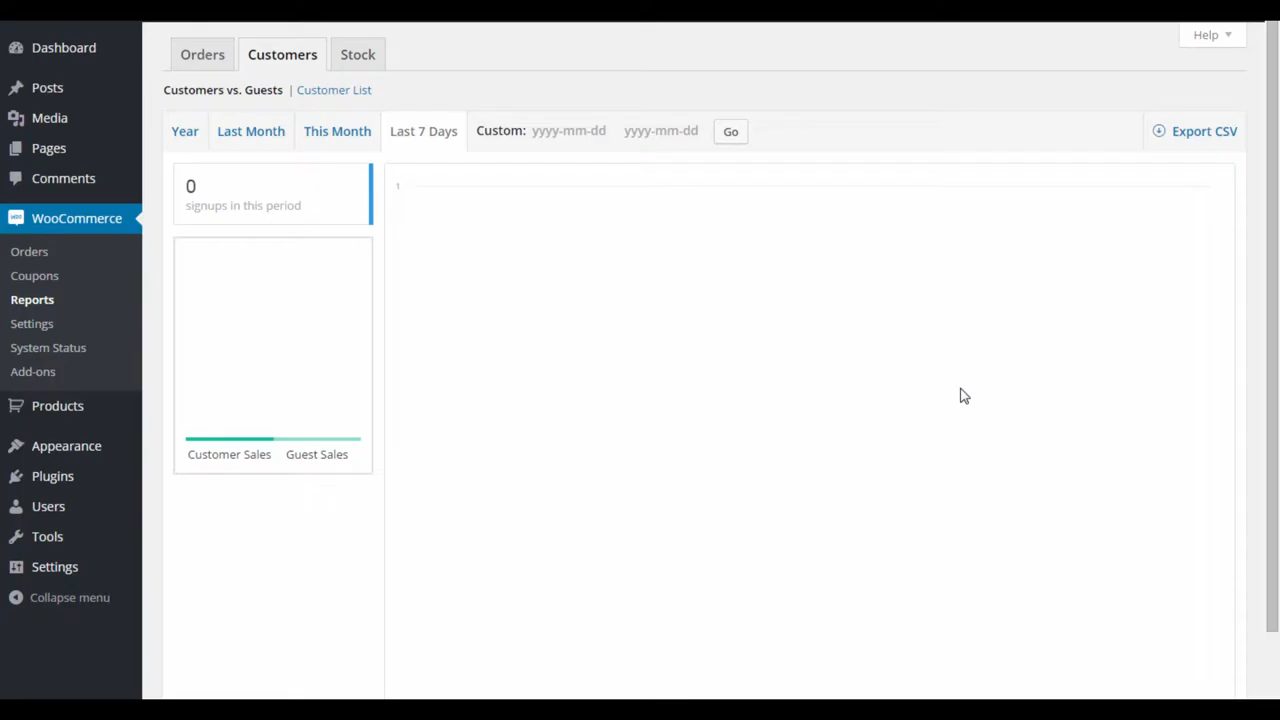 Dashboard
Posts
Media
Pages
Comments
WooCommerce
Orders
Coupons
Reports
Settings
System Status
Add-ons
Products
Appearance
Plugins
Users
Tools
Settings
Collapse menu
Help
Orders Customers Stock
Customers vs. Guests | Customer List
Year Last Month This Month Last 7 Days Custom: yyyy-mm-dd yyyy-mm-dd Go Export CSV
0
signups in this period
1
Customer Sales Guest Sales